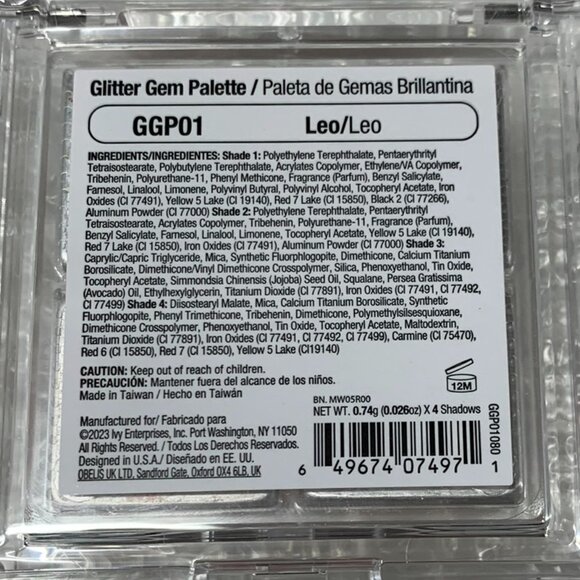 Glitter Gem Palette / Paleta de Gemas Brillantina
GGP01 Leo/Leo
INGREDIENTS/INGREDIENTES: Shade 1: Polyethylene Terephthalate, Pentaerythrityl
Tetraisostearate, Polybutylene Terephthalate, Acrylates Copolymer, Ethylene/VA Copolymer,
Tribehenin, Polyurethane-11, Phenyl Methicone, Fragrance (Parfum), Benzyl Salicylate,
Farnesol, Linalool, Limonene, Polyvinyl Butyral, Polyvinyl Alcohol, Tocopheryl Acetate, Iron
Oxides (CI 77491), Yellow 5 Lake (CI 19140), Red 7 Lake (CI 15850), Black 2 (CI 77266),
Aluminum Powder (CI 77000) Shade 2: Polyethylene Terephthalate, Pentaerythrityl
Tetraisostearate, Acrylates Copolymer, Tribehenin, Polyurethane-11, Fragrance (Parfum),
Benzyl Salicylate, Farnesol, Linalool, Limonene, Tocopheryl Acetate, Yellow 5 Lake (CI 19140),
Red 7 Lake (CI 15850), Iron Oxides (CI 77491), Aluminum Powder (CI 77000) Shade 3:
Caprylic/Capric Triglyceride, Mica, Synthetic Fluorphlogopite, Dimethicone, Calcium Titanium
Borosilicate, Dimethicone/Vinyl Dimethicone Crosspolymer, Silica, Phenoxyethanol, Tin Oxide,
Tocopheryl Acetate, Simmondsia Chinensis (Jojoba) Seed Oil, Squalane, Persea Gratissima
(Avocado) Oil, Ethylhexylglycerin, Titanium Dioxide (CI 77891), Iron Oxides (CI 77491, CI 77492,
CI 77499) Shade 4: Diisostearyl Malate, Mica, Calcium Titanium Borosilicate, Synthetic
Fluorphlogopite, Phenyl Trimethicone, Tribehenin, Dimethicone, Polymethylsilsesquioxane,
Dimethicone Crosspolymer, Phenoxyethanol, Tin Oxide, Tocopheryl Acetate, Maltodextrin,
Titanium Dioxide (CI 77891), Iron Oxides (CI 77491, CI 77492, CI 77499), Carmine (CI 75470),
Red 6 (CI 15850), Red 7 (CI 15850), Yellow 5 Lake (CI19140)
CAUTION: Keep out of reach of children.
PRECAUCIÓN: Mantener fuera del alcance de los niños.
Made in Taiwan / Hecho en Taiwán
12M
BN. MW05R00
NET WT. 0.74g (0.026oz) X 4 Shadows
Manufactured for/ Fabricado para
©2023 Ivy Enterprises, Inc. Port Washington, NY 11050
All Rights Reserved. / Todos Los Derechos Reservados.
Designed in U.S.A./ Diseñado en EE. UU.
OBELIS UK LTD, Sandford Gate, Oxford OX4 6LB, UK
6 49674 07497 1
GGP01080